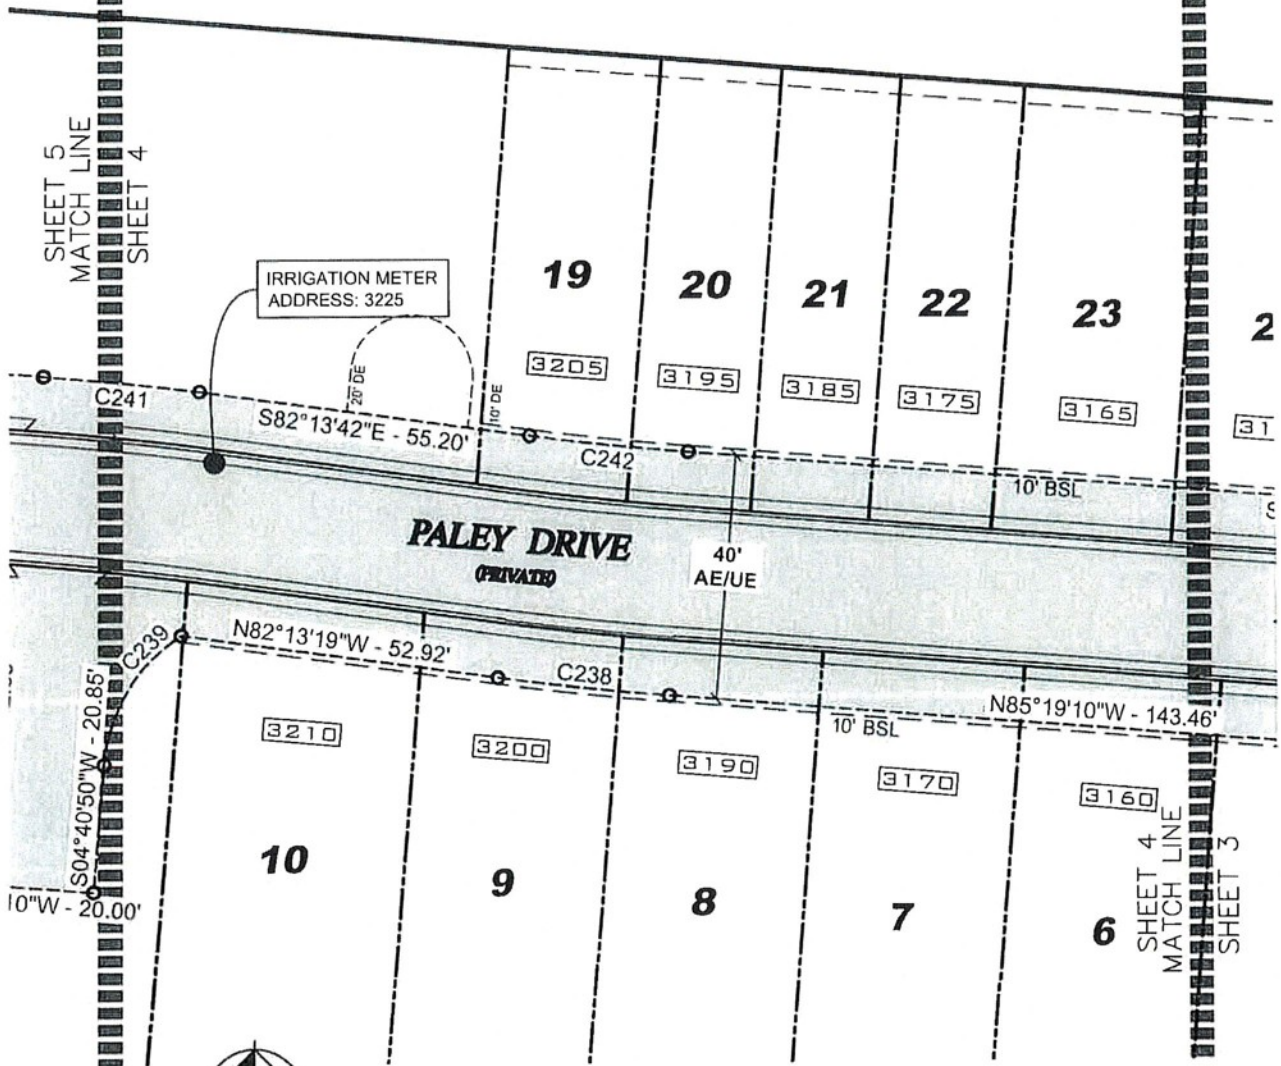 SHEET 5
MATCH LINE
SHEET 4
IRRIGATION METER
ADDRESS: 3225
19
20
21
22
23
2
3205
3195
3185
3175
3165
31
20' DE
10' DE
C241
S82°13'42"E - 55.20'
C242
10' BSL
S
PALEY DRIVE
(PRIVATE)
40'
AE/UE
C239
N82°13'19"W - 52.92'
C238
N85°19'10"W - 143.46'
10' BSL
S04°40'50"W - 20.85'
3210
3200
3190
3170
3160
10
9
8
7
6
0"W - 20.00'
SHEET 4
MATCH LINE
SHEET 3